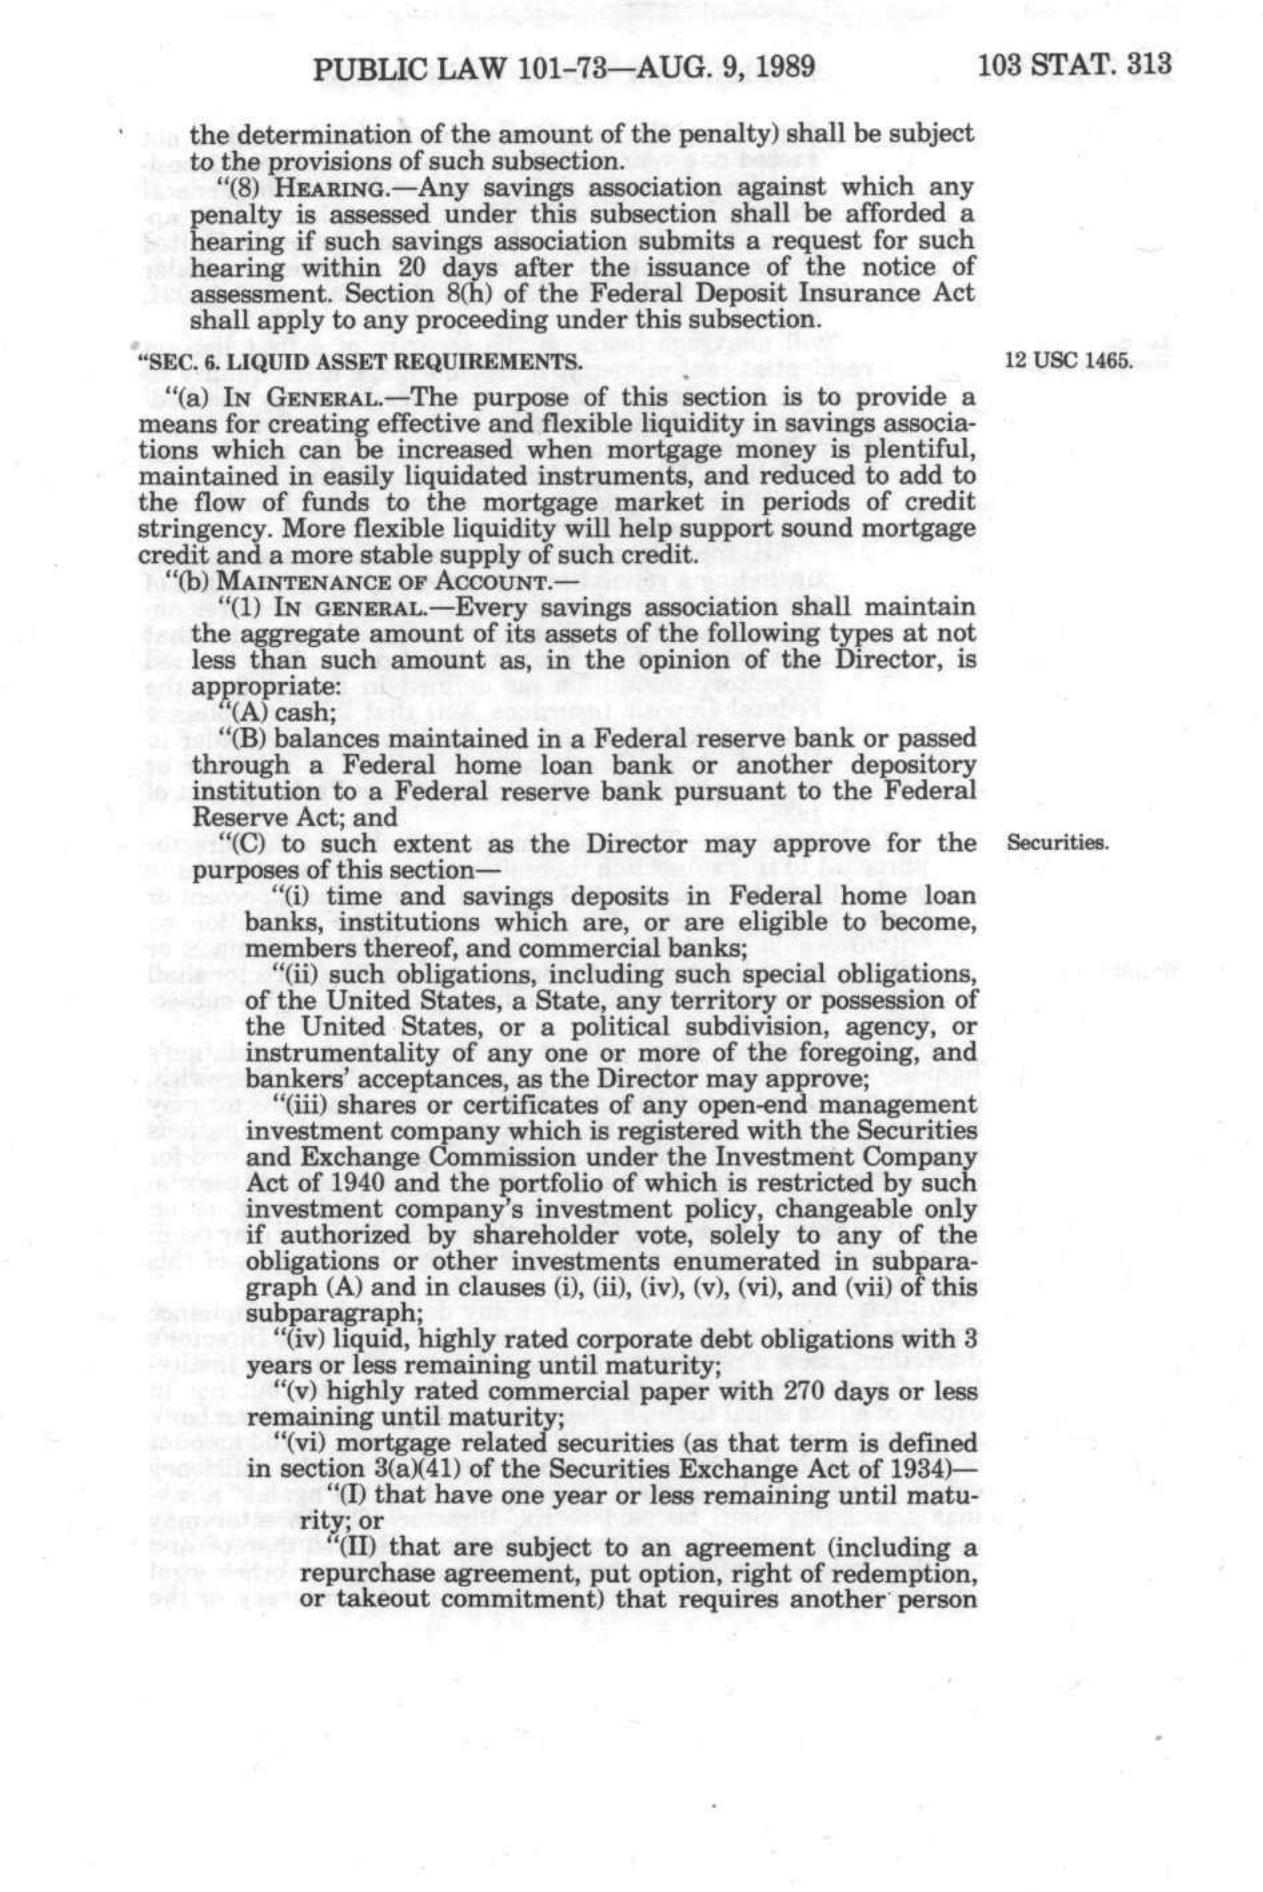 PUBLIC LAW 101-73—AUG. 9, 1989
103 STAT. 313
the determination of the amount of the penalty) shall be subject
to the provisions of such subsection.
"(8) HEARING.—Any savings association against which any
penalty is assessed under this subsection shall be afforded a
hearing if such savings association submits a request for such
hearing within 20 days after the issuance of the notice of
assessment. Section 8(h) of the Federal Deposit Insurance Act
shall apply to any proceeding under this subsection.
"SEC. 6. LIQUID ASSET REQUIREMENTS.
12 USC 1465.
"(a) IN GENERAL.—The purpose of this section is to provide a
means for creating effective and flexible liquidity in savings associa-
tions which can be increased when mortgage money is plentiful,
maintained in easily liquidated instruments, and reduced to add to
the flow of funds to the mortgage market in periods of credit
stringency. More flexible liquidity will help support sound mortgage
credit and a more stable supply of such credit.
"(b) MAINTENANCE OF ACCOUNT.—
"(1) IN GENERAL.—Every savings association shall maintain
the aggregate amount of its assets of the following types at not
less than such amount as, in the opinion of the Director, is
appropriate:
"(A) cash;
"(B) balances maintained in a Federal reserve bank or passed
through a Federal home loan bank or another depository
institution to a Federal reserve bank pursuant to the Federal
Reserve Act; and
"(C) to such extent as the Director may approve for the
Securities.
purposes of this section—
"(i) time and savings deposits in Federal home loan
banks, institutions which are, or are eligible to become,
members thereof, and commercial banks;
"(ii) such obligations, including such special obligations,
of the United States, a State, any territory or possession of
the United States, or a political subdivision, agency, or
instrumentality of any one or more of the foregoing, and
bankers' acceptances, as the Director may approve;
"(iii) shares or certificates of any open-end management
investment company which is registered with the Securities
and Exchange Commission under the Investment Company
Act of 1940 and the portfolio of which is restricted by such
investment company's investment policy, changeable only
if authorized by shareholder vote, solely to any of the
obligations or other investments enumerated in subpara-
graph (A) and in clauses (i), (ii), (iv), (v), (vi), and (vii) of this
subparagraph;
"(iv) liquid, highly rated corporate debt obligations with 3
years or less remaining until maturity;
"(v) highly rated commercial paper with 270 days or less
remaining until maturity;
"(vi) mortgage related securities (as that term is defined
in section 3(a)(41) of the Securities Exchange Act of 1934)—
"(I) that have one year or less remaining until matu-
rity; or
"(II) that are subject to an agreement (including a
repurchase agreement, put option, right of redemption,
or takeout commitment) that requires another person